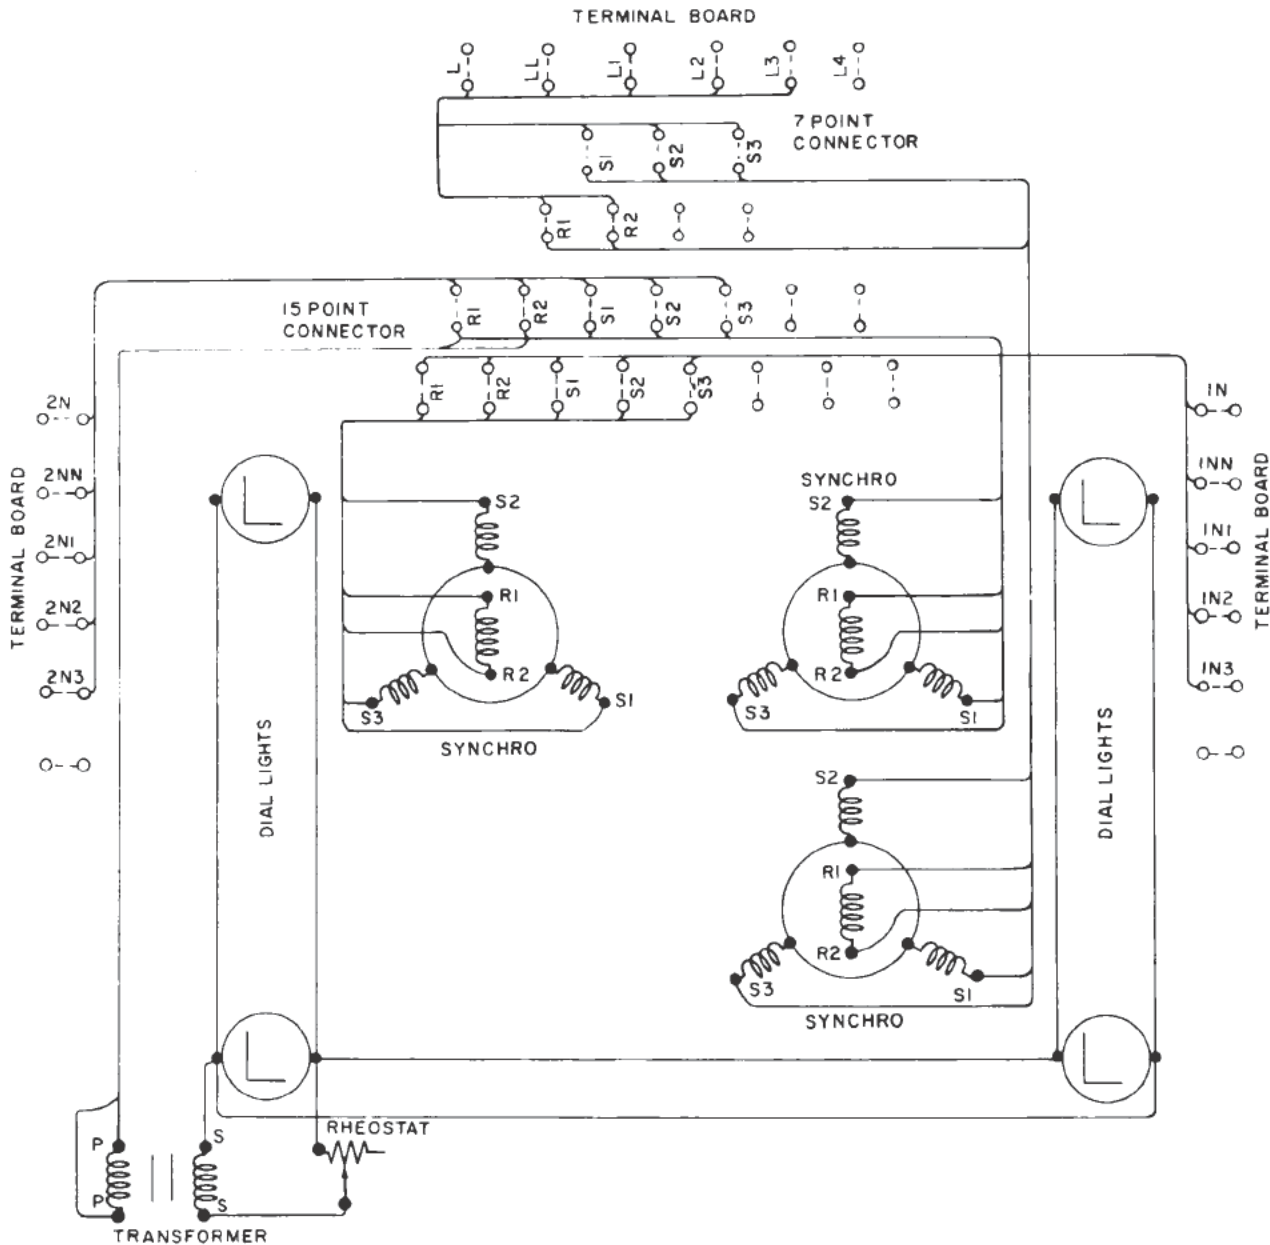 TERMINAL BOARD
L
LL
L1
L2
L3
L4
7 POINT
CONNECTOR
S1
S2
S3
R1
R2
15 POINT
CONNECTOR
R1
R2
S1
S2
S3
R1
R2
S1
S2
S3
TERMINAL BOARD
2N
2NN
2N1
2N2
2N3
TERMINAL BOARD
1N
1NN
1N1
1N2
1N3
S2
R1
R2
S3
S1
SYNCHRO
SYNCHRO
S2
R1
R2
S3
S1
DIAL LIGHTS
DIAL LIGHTS
S2
R1
R2
S3
S1
SYNCHRO
RHEOSTAT
P
S
P
S
TRANSFORMER